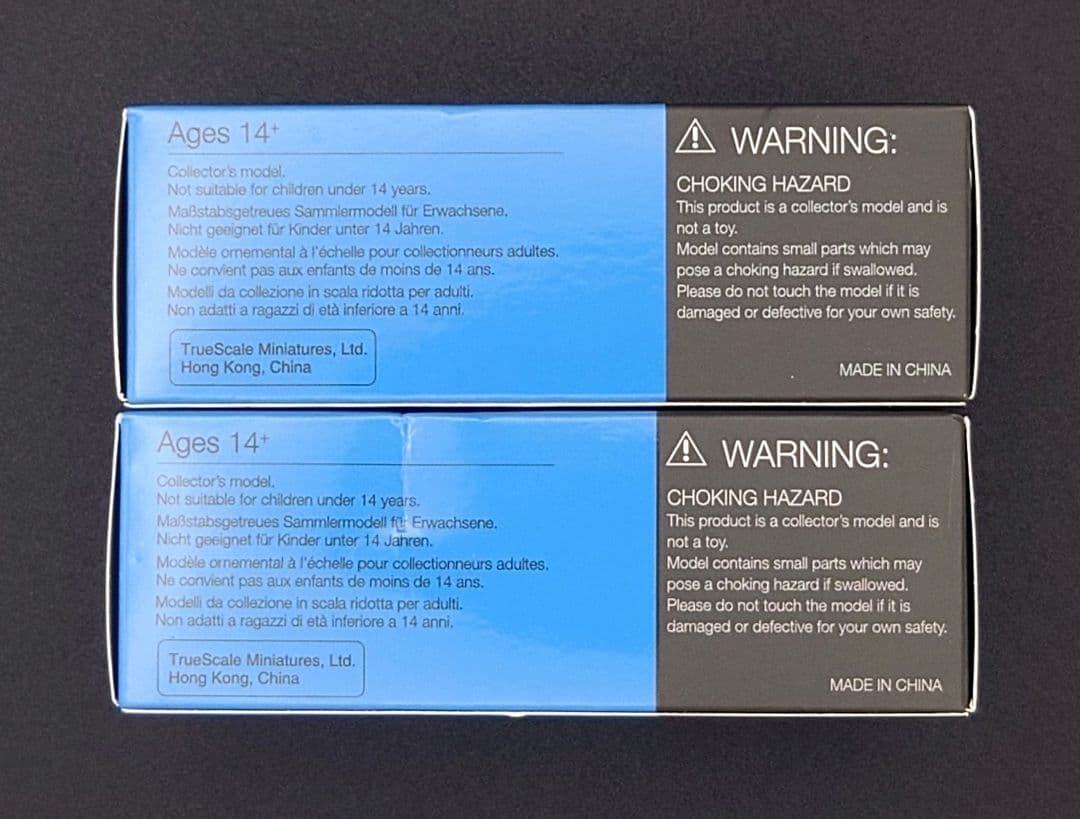 Ages 14+
Collector's model.
Not suitable for children under 14 years.
Maßstabsgetreues Sammlermodell für Erwachsene.
Nicht geeignet für Kinder unter 14 Jahren.
Modèle ornemental à l'échelle pour collectionneurs adultes.
Ne convient pas aux enfants de moins de 14 ans.
Modelli da collezione in scala ridotta per adulti.
Non adatti a ragazzi di età inferiore a 14 anni.
TrueScale Miniatures, Ltd.
Hong Kong, China
WARNING:
CHOKING HAZARD
This product is a collector's model and is
not a toy.
Model contains small parts which may
pose a choking hazard if swallowed.
Please do not touch the model if it is
damaged or defective for your own safety.
MADE IN CHINA
Ages 14+
Collector's model.
Not suitable for children under 14 years.
Maßstabsgetreues Sammlermodell für Erwachsene.
Nicht geeignet für Kinder unter 14 Jahren.
Modèle ornemental à l'échelle pour collectionneurs adultes.
Ne convient pas aux enfants de moins de 14 ans.
Modelli da collezione in scala ridotta per adulti.
Non adatti a ragazzi di età inferiore a 14 anni.
TrueScale Miniatures, Ltd.
Hong Kong, China
WARNING:
CHOKING HAZARD
This product is a collector's model and is
not a toy.
Model contains small parts which may
pose a choking hazard if swallowed.
Please do not touch the model if it is
damaged or defective for your own safety.
MADE IN CHINA